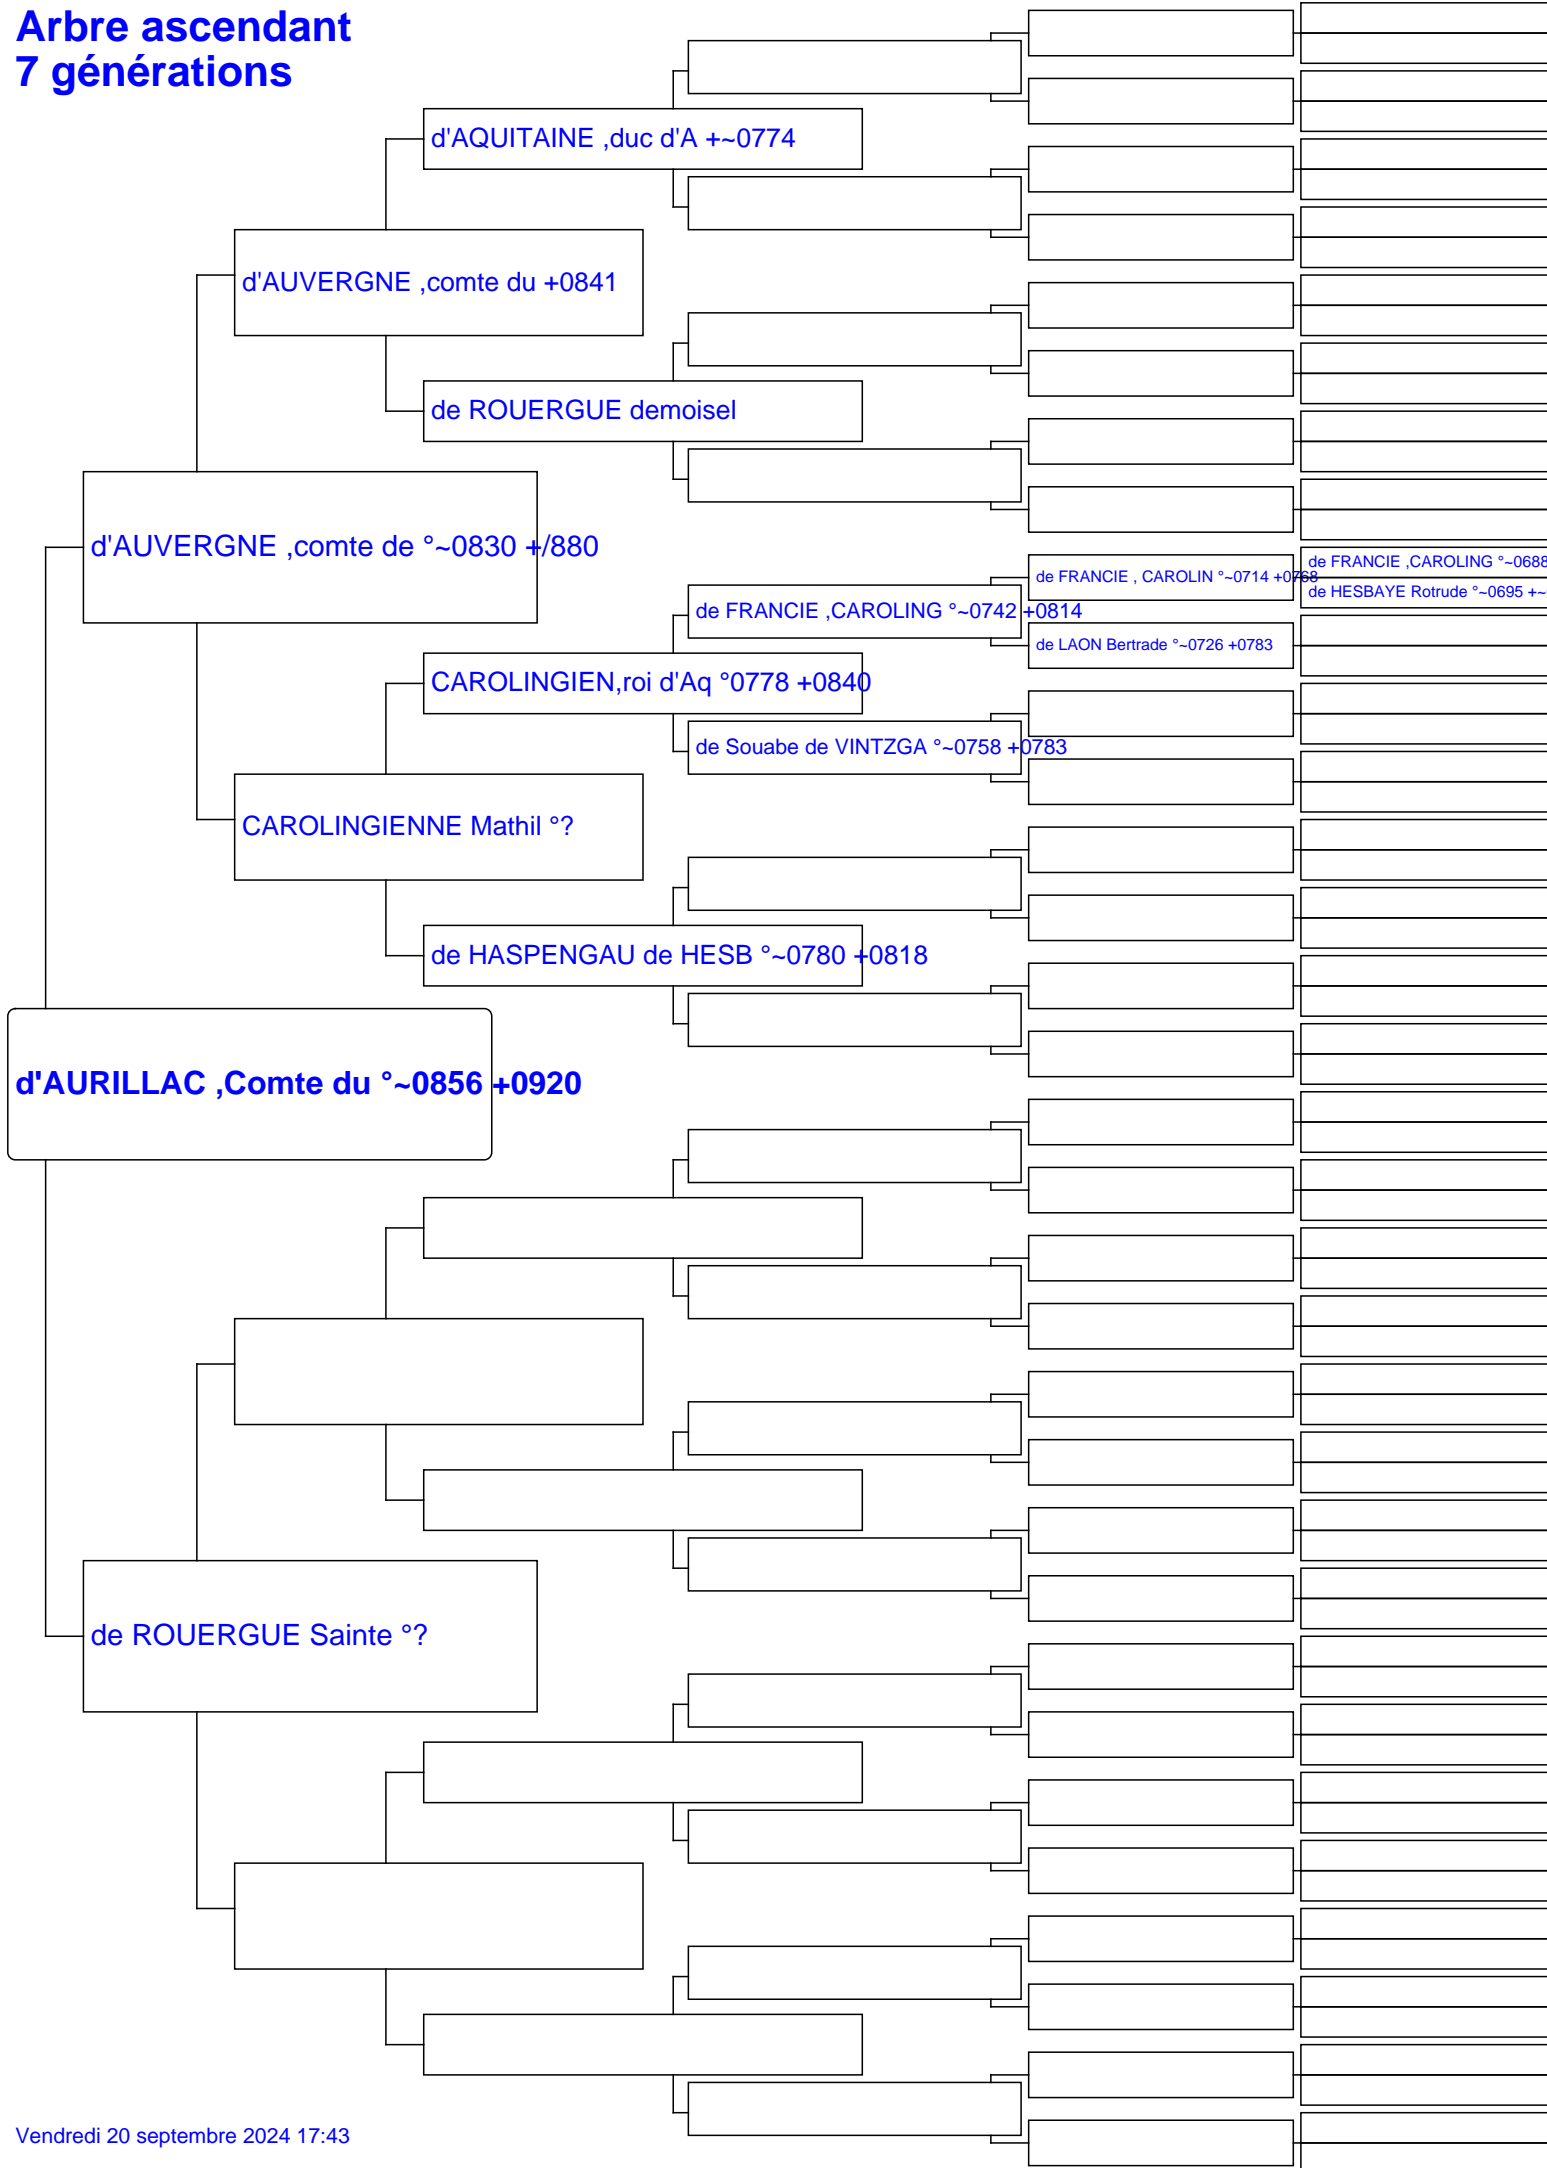 Arbre ascendant
7 générations
d'AQUITAINE ,duc d'A +~0774
d'AUVERGNE ,comte du +0841
de ROUERGUE demoisel
d'AUVERGNE ,comte de °~0830 +/880
de FRANCIE ,CAROLING °~0688
de FRANCIE , CAROLIN °~0714 +0768
de HESBAYE Rotrude °~0695 +~
de FRANCIE ,CAROLING °~0742 +0814
de LAON Bertrade °~0726 +0783
CAROLINGIEN,roi d'Aq °0778 +0840
de Souabe de VINTZGA °~0758 +0783
CAROLINGIENNE Mathil °?
de HASPENGAU de HESB °~0780 +0818
d'AURILLAC ,Comte du °~0856 +0920
de ROUERGUE Sainte °?
Vendredi 20 septembre 2024 17:43